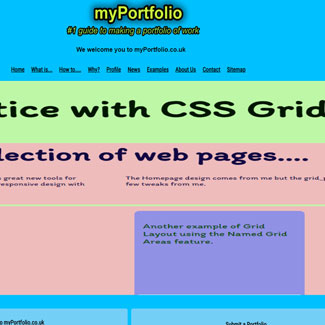 myPortfolio
#1 guide to making a portfolio of work
We welcome you to myPortfolio.co.uk
Home What is... How to.... Why? Profile News Examples About Us Contact Sitemap
tice with CSS Grid
lection of web pages....
great new tools for
responsive design with
The Homepage design comes from me but the grid_
few tweaks from me.
Another example of Grid
Layout using the Named Grid
Areas feature.
to myPortfolio.co.uk
Submit a Portfolio